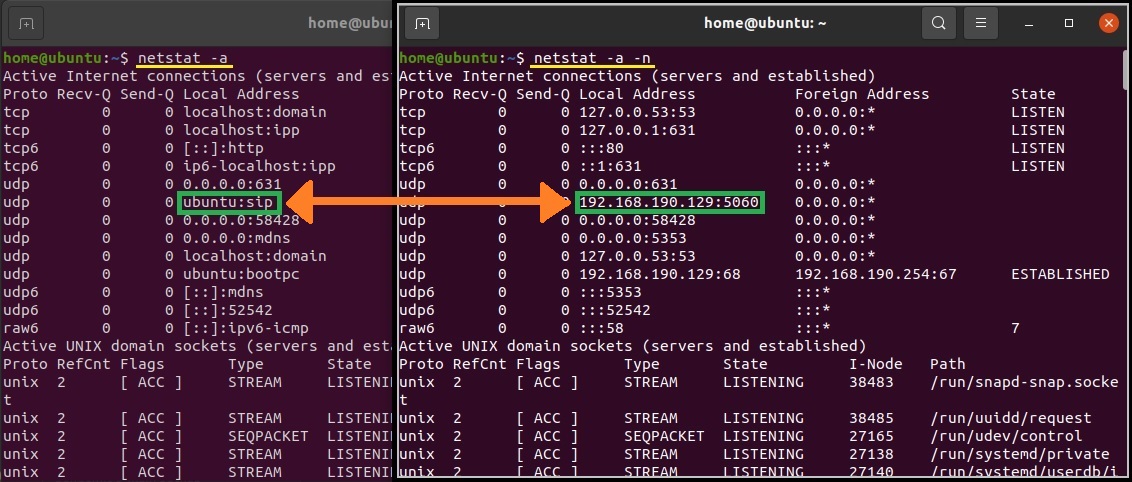 home@ubu
home@ubuntu:~$ netstat -a
Active Internet connections (servers and est
Proto Recv-Q Send-Q Local Address
tcp 0 0 localhost:domain
tcp 0 0 localhost:ipp
tcp6 0 0 [::]:http
tcp6 0 0 ip6-localhost:ipp
udp 0 0 0.0.0.0:631
udp 0 ubuntu:sip
udp 0 0 0.0.0.0:58428
udp 0 0 0.0.0.0:mdns
udp 0 0 localhost:domain
udp 0 0 ubuntu:bootpc
udp6 0 0 [::]:mdns
udp6 0 0 [::]:52542
raw6 0 0 [::]:ipv6-icmp
Active UNIX domain sockets (servers and est
Proto RefCnt Flags Type State
unix 2 [ ACC ] STREAM LISTENI
t
unix 2 [ ACC ] STREAM LISTENI
unix 2 [ ACC ] SEQPACKET LISTENI
unix 2 [ ACC ] STREAM LISTENI
unix 2 [ ACC ] STREAM LISTENI
home@ubuntu: ~
home@ubuntu:~$ netstat -a -n
Active Internet connections (servers and established)
Proto Recv-Q Send-Q Local Address Foreign Address State
tcp 0 0 127.0.0.53:53 0.0.0.0:* LISTEN
tcp 0 0 127.0.0.1:631 0.0.0.0:* LISTEN
tcp6 0 0 :::80 :::* LISTEN
tcp6 0 0 ::1:631 :::* LISTEN
udp 0 0 0.0.0.0:631 0.0.0.0:*
udp 0 192.168.190.129:5060 0.0.0.0:*
udp 0 0 0.0.0.0:58428 0.0.0.0:*
udp 0 0 0.0.0.0:5353 0.0.0.0:*
udp 0 0 127.0.0.53:53 0.0.0.0:*
udp 0 0 192.168.190.129:68 192.168.190.254:67 ESTABLISHED
udp6 0 0 :::5353 :::*
udp6 0 0 :::52542 :::*
raw6 0 0 :::58 :::* 7
Active UNIX domain sockets (servers and established)
Proto RefCnt Flags Type State I-Node Path
unix 2 [ ACC ] STREAM LISTENING 38483 /run/snapd-snap.socke
t
unix 2 [ ACC ] STREAM LISTENING 38485 /run/uuidd/request
unix 2 [ ACC ] SEQPACKET LISTENING 27165 /run/udev/control
unix 2 [ ACC ] STREAM LISTENING 27138 /run/systemd/private
unix 2 [ ACC ] STREAM LISTENING 27140 /run/systemd/userdb/i